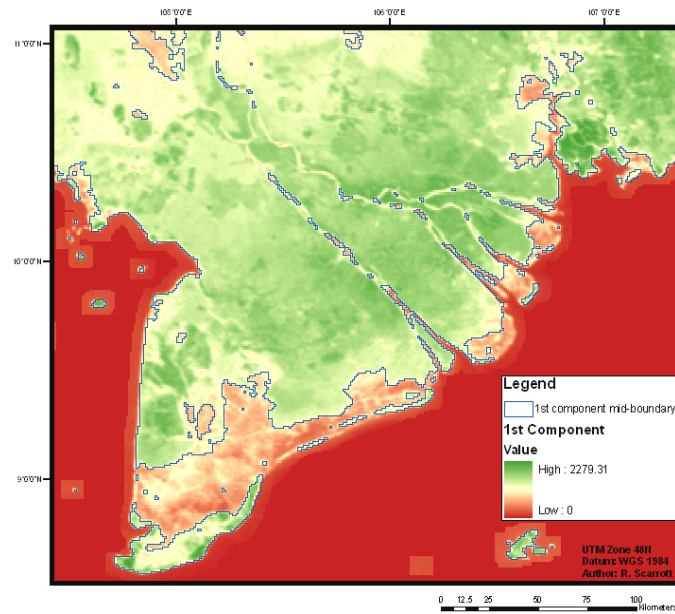 105°0'0"E 106°0'0"E 107°0'0"E
11°0'0"N
10°0'0"N
9°0'0"N
Legend
1st component mid-boundary
1st Component
Value
High : 2279.31
Low : 0
UTM Zone 48N
Datum: WGS 1984
Author: R. Scarrott
0 12.5 25 50 75 100
Kilometers